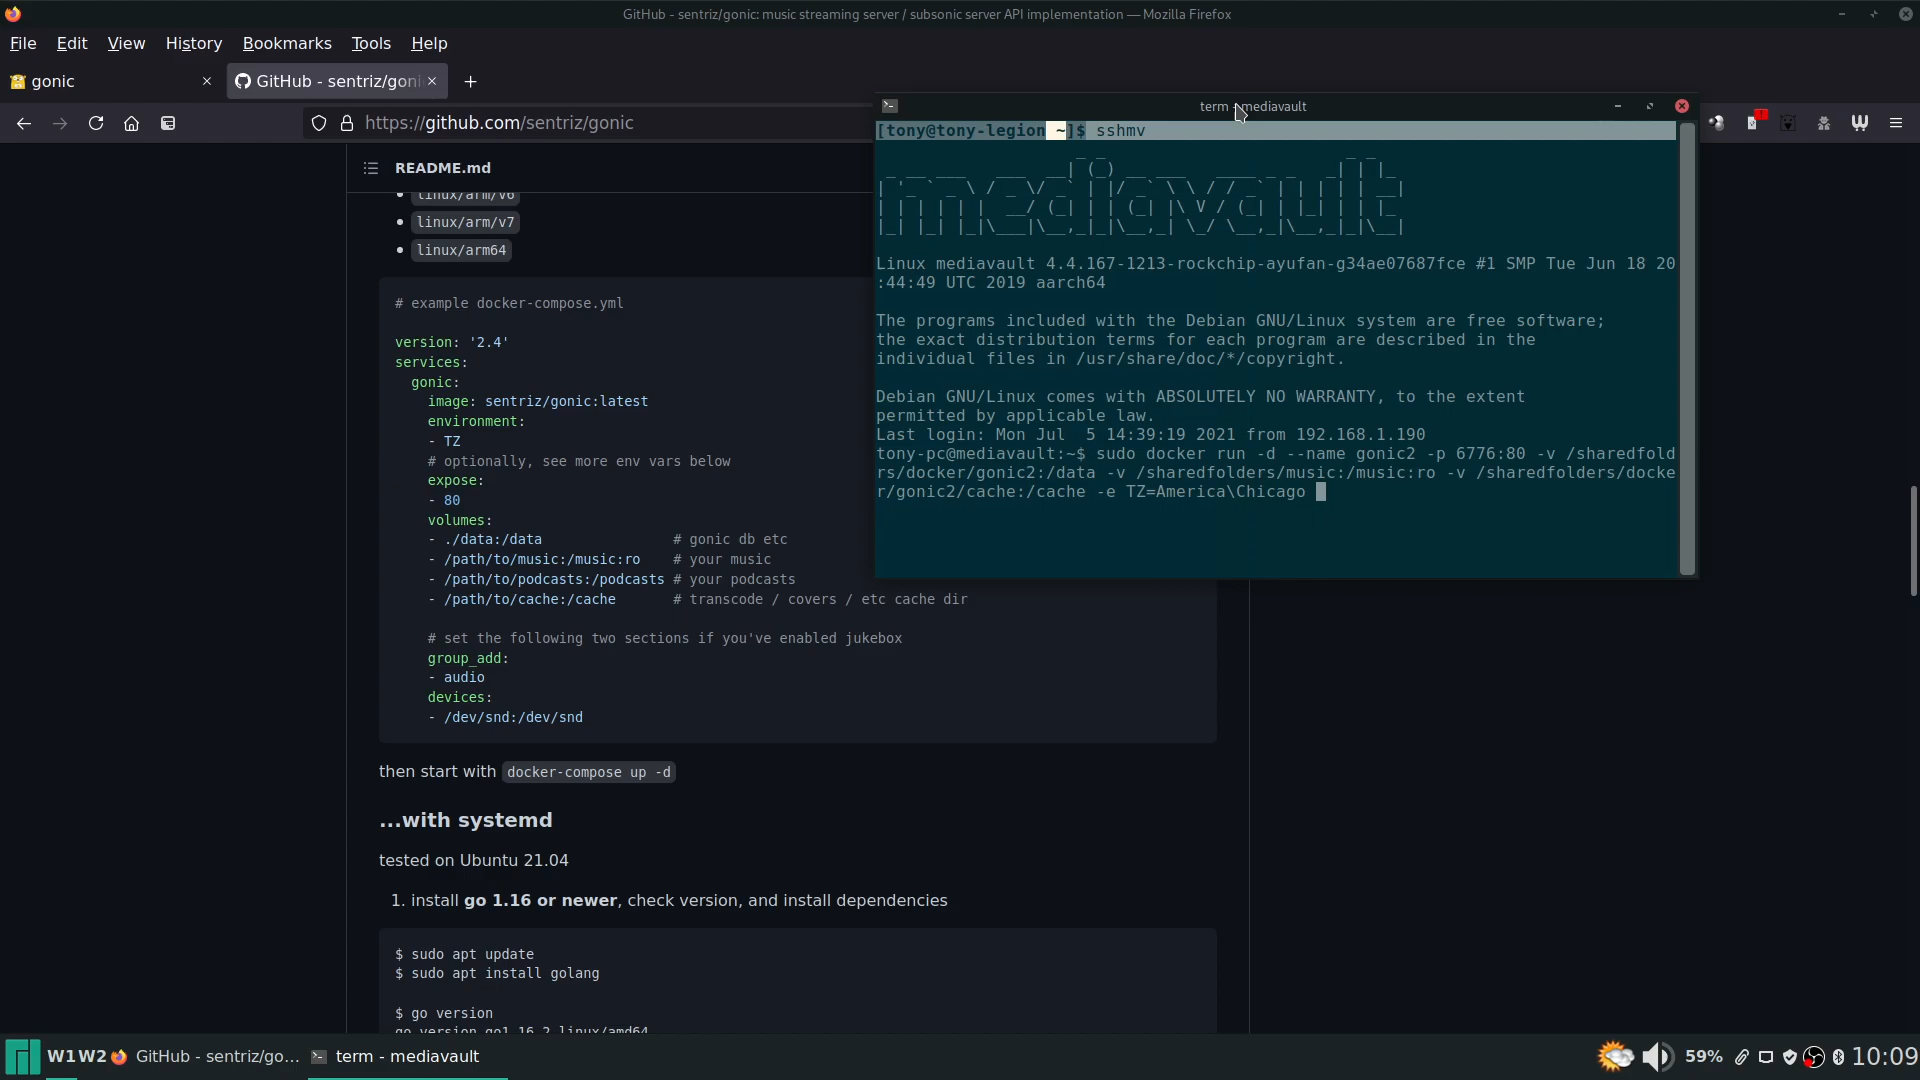 GitHub - sentriz/gonic: music streaming server / subsonic server API implementation — Mozilla Firefox
File Edit View History Bookmarks Tools Help
gonic
GitHub - sentriz/goni
https://github.com/sentriz/gonic
README.md
linux/arm/v6
linux/arm/v7
linux/arm64
# example docker-compose.yml
version: '2.4'
services:
gonic:
image: sentriz/gonic:latest
environment:
- TZ
# optionally, see more env vars below
expose:
- 80
volumes:
- ./data:/data # gonic db etc
- /path/to/music:/music:ro # your music
- /path/to/podcasts:/podcasts # your podcasts
- /path/to/cache:/cache # transcode / covers / etc cache dir
# set the following two sections if you've enabled jukebox
group_add:
- audio
devices:
- /dev/snd:/dev/snd
then start with docker-compose up -d
...with systemd
tested on Ubuntu 21.04
1. install go 1.16 or newer, check version, and install dependencies
$ sudo apt update
$ sudo apt install golang
$ go version
go version go1.16.2 linux/amd64
term - mediavault
[tony@tony-legion ~]$ sshmv
mediavault
Linux mediavault 4.4.167-1213-rockchip-ayufan-g34ae07687fce #1 SMP Tue Jun 18 20
:44:49 UTC 2019 aarch64
The programs included with the Debian GNU/Linux system are free software;
the exact distribution terms for each program are described in the
individual files in /usr/share/doc/*/copyright.
Debian GNU/Linux comes with ABSOLUTELY NO WARRANTY, to the extent
permitted by applicable law.
Last login: Mon Jul  5 14:39:19 2021 from 192.168.1.190
tony-pc@mediavault:~$ sudo docker run -d --name gonic2 -p 6776:80 -v /sharedfold
rs/docker/gonic2:/data -v /sharedfolders/music:/music:ro -v /sharedfolders/docke
r/gonic2/cache:/cache -e TZ=America\Chicago
W1 W2 GitHub - sentriz/go... term - mediavault 59% 10:09